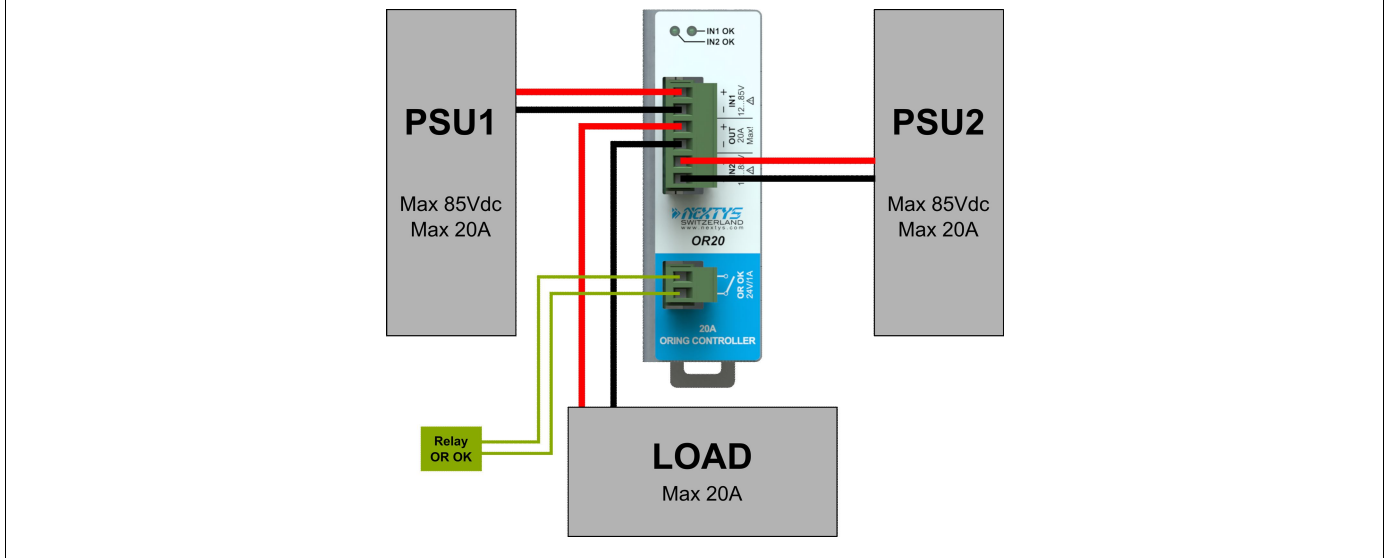 PSU1
Max 85Vdc
Max 20A
IN1 OK
IN2 OK
+
-
IN1
12...85V
+
-
OUT
20A
Max!
NEXTYS
SWITZERLAND
www.nextys.com
OR20
OR OK
24V/1A
20A
ORING CONTROLLER
PSU2
Max 85Vdc
Max 20A
Relay
OR OK
LOAD
Max 20A